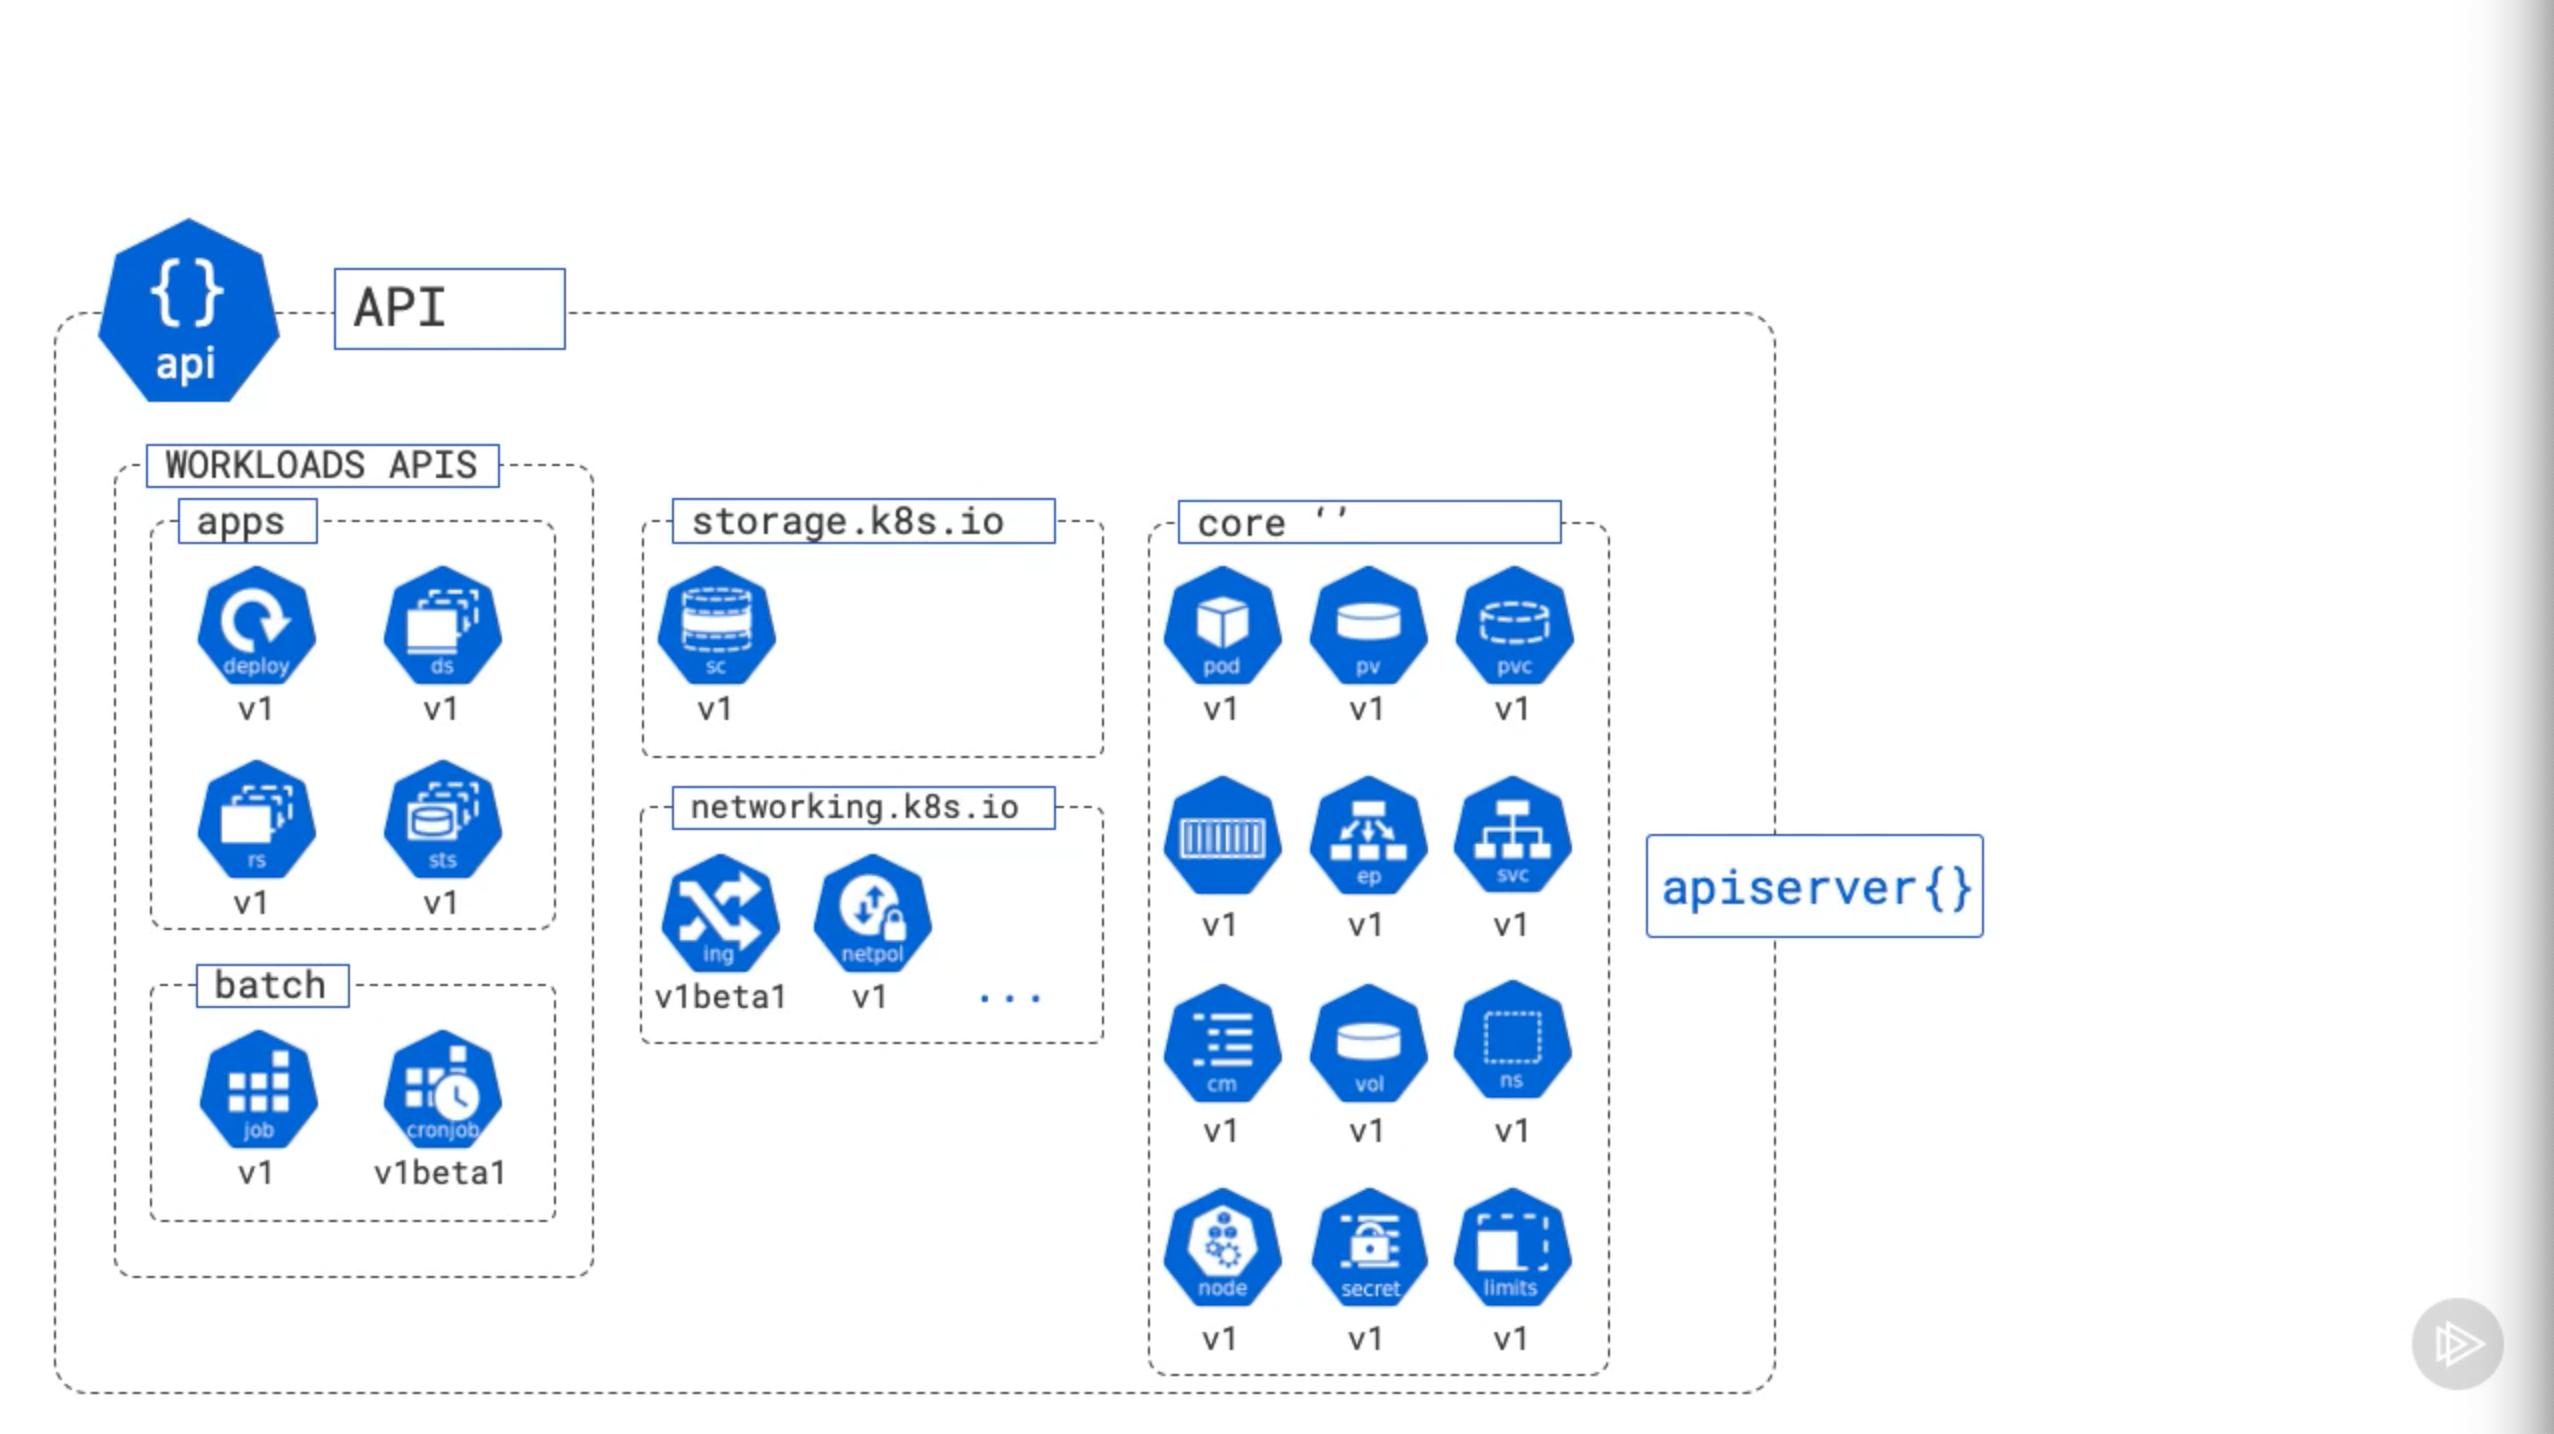 {}
api
API
WORKLOADS APIS
apps
deploy ds
v1 v1
rs sts
v1 v1
batch
job cronjob
v1 v1beta1
storage.k8s.io
sc
v1
networking.k8s.io
ing netpol
v1beta1 v1 ...
core ‘’
pod pv pvc
v1 v1 v1
ep svc
v1 v1 v1
cm vol ns
v1 v1 v1
node secret limits
v1 v1 v1
apiserver{}